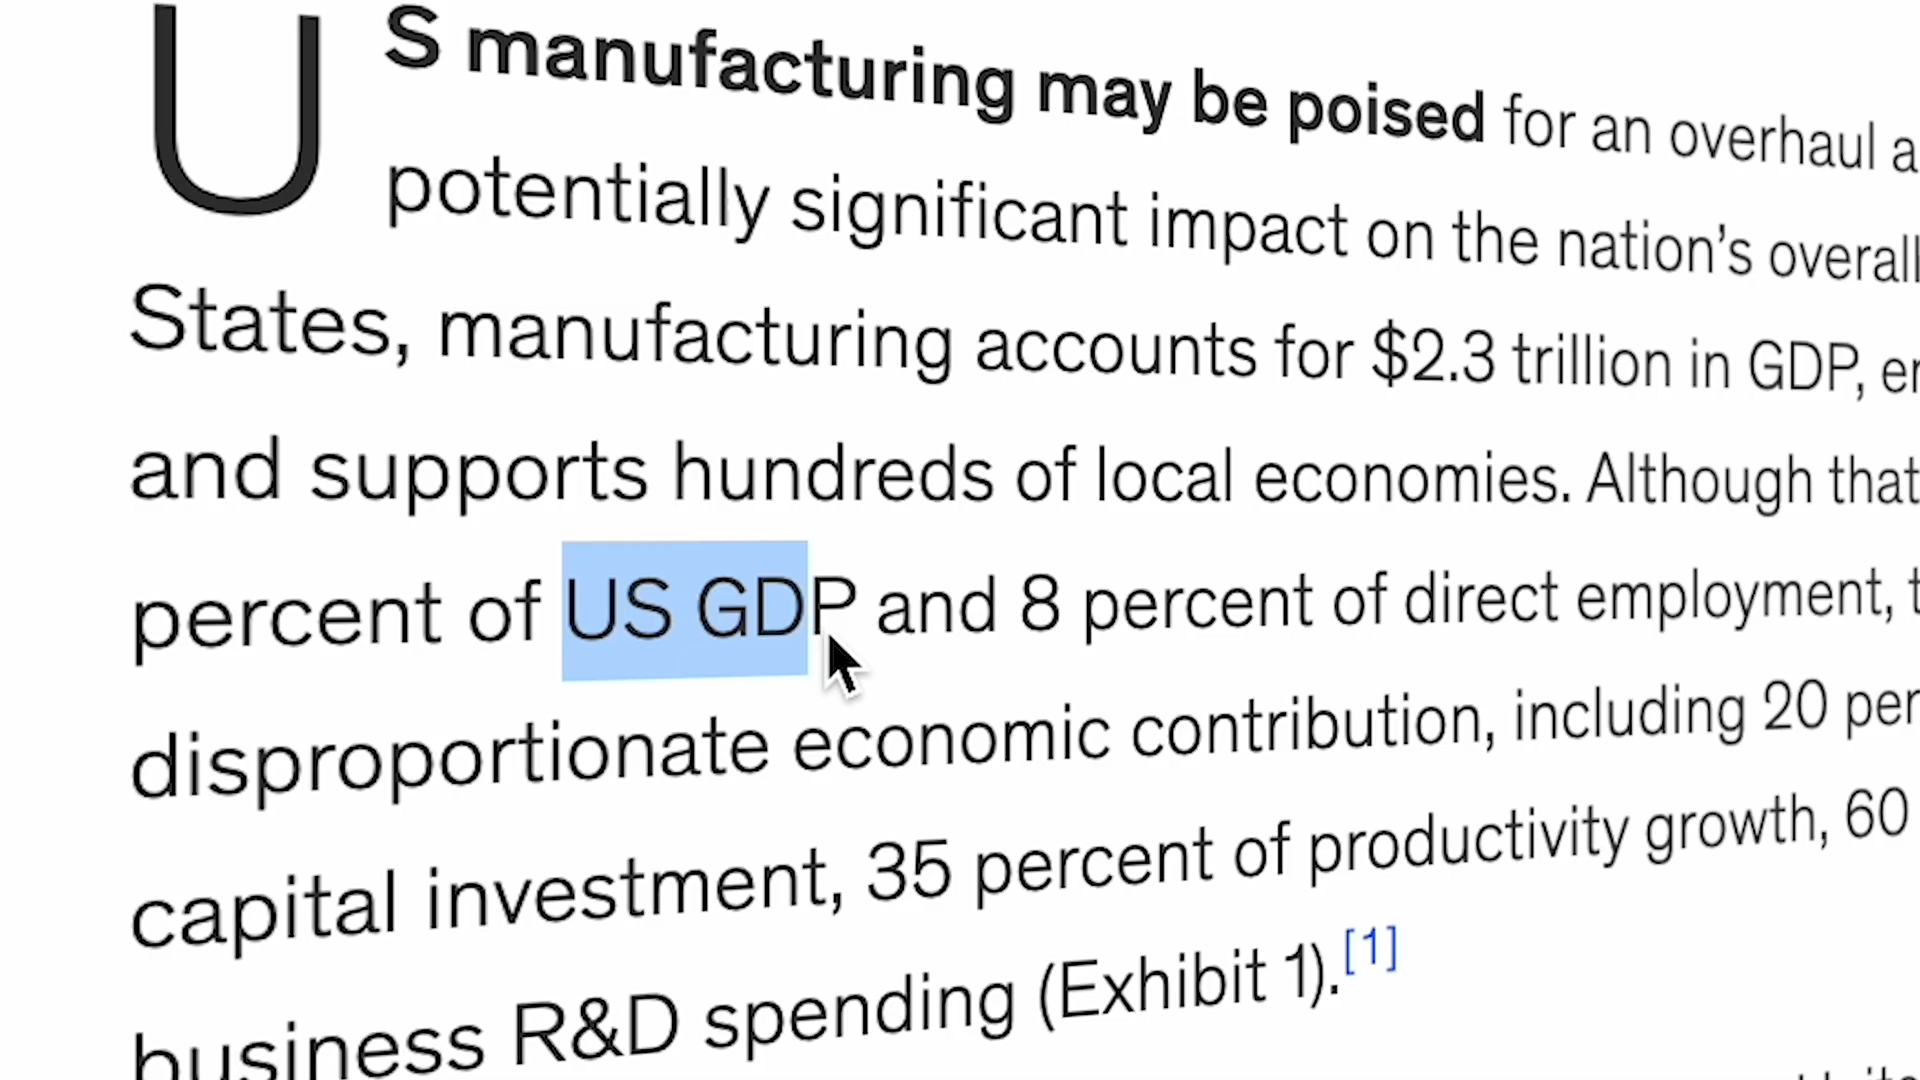 US manufacturing may be poised for an overhaul
potentially significant impact on the nation’s overall
States, manufacturing accounts for $2.3 trillion in GDP,
and supports hundreds of local economies. Although that
percent of US GDP and 8 percent of direct employment,
disproportionate economic contribution, including 20
capital investment, 35 percent of productivity growth, 60
business R&D spending (Exhibit 1).[1]